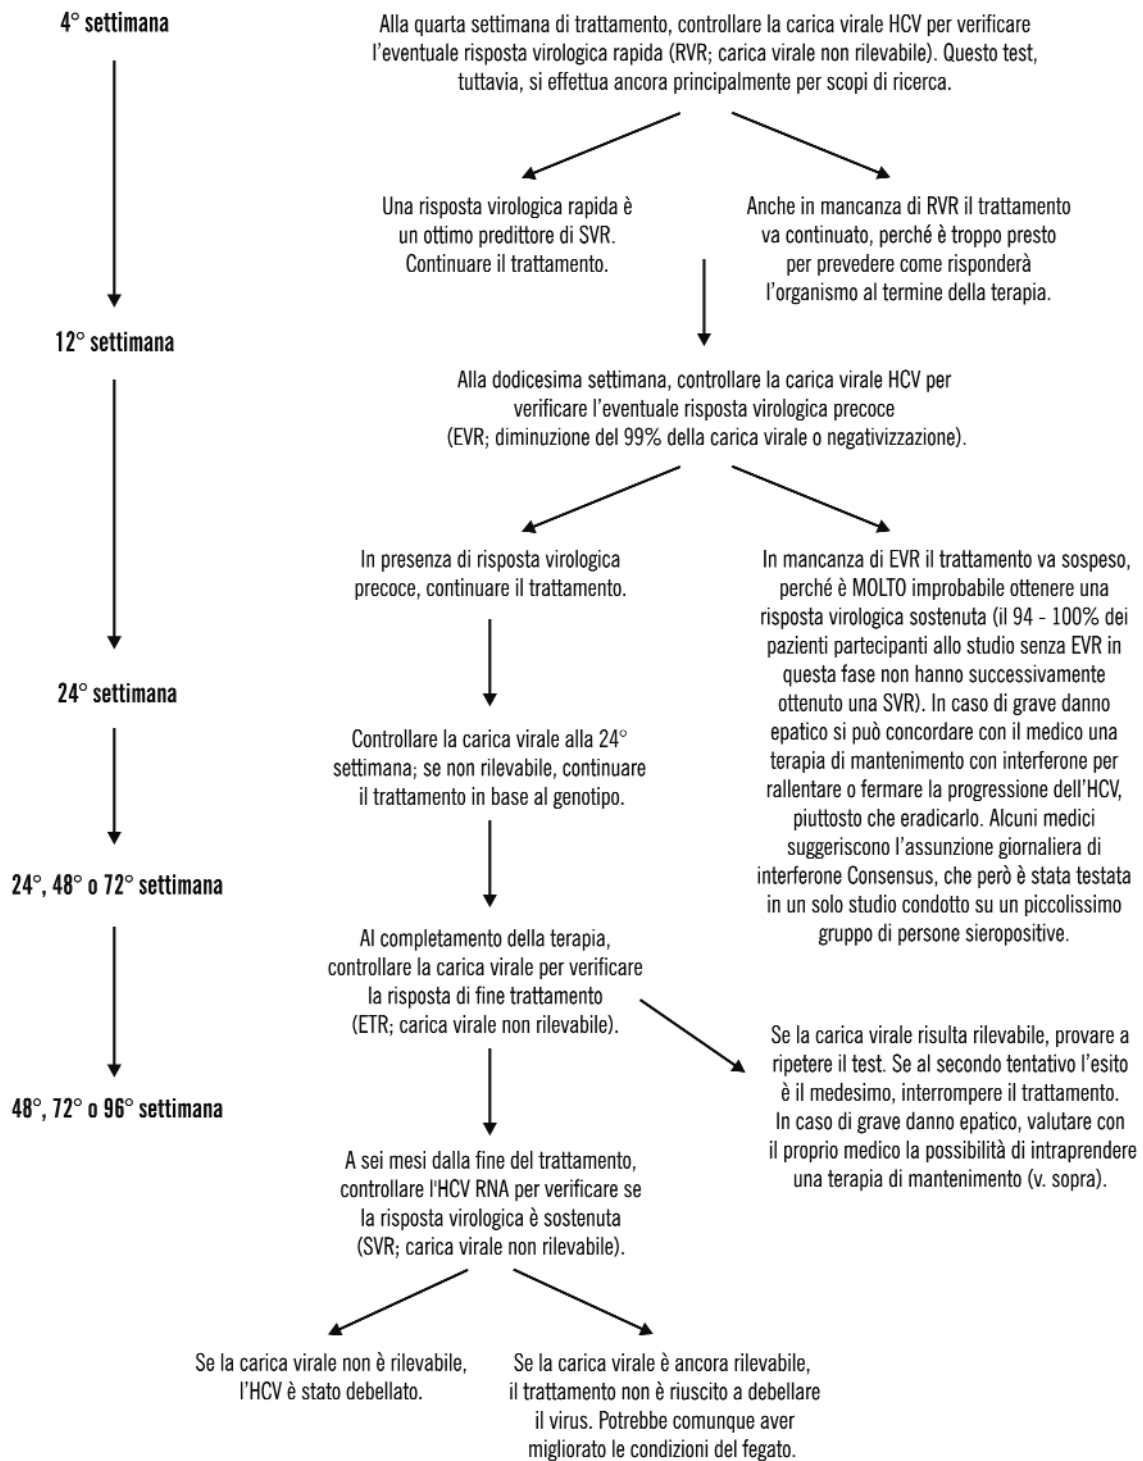 4° settimana
Alla quarta settimana di trattamento, controllare la carica virale HCV per verificare
l’eventuale risposta virologica rapida (RVR; carica virale non rilevabile). Questo test,
tuttavia, si effettua ancora principalmente per scopi di ricerca.
Una risposta virologica rapida è
un ottimo predittore di SVR.
Continuare il trattamento.
Anche in mancanza di RVR il trattamento
va continuato, perché è troppo presto
per prevedere come risponderà
l’organismo al termine della terapia.
12° settimana
Alla dodicesima settimana, controllare la carica virale HCV per
verificare l’eventuale risposta virologica precoce
(EVR; diminuzione del 99% della carica virale o negativizzazione).
In presenza di risposta virologica
precoce, continuare il trattamento.
In mancanza di EVR il trattamento va sospeso,
perché è MOLTO improbabile ottenere una
risposta virologica sostenuta (il 94 - 100% dei
pazienti partecipanti allo studio senza EVR in
questa fase non hanno successivamente
ottenuto una SVR). In caso di grave danno
epatico si può concordare con il medico una
terapia di mantenimento con interferone per
rallentare o fermare la progressione dell’HCV,
piuttosto che eradicarlo. Alcuni medici
suggeriscono l’assunzione giornaliera di
interferone Consensus, che però è stata testata
in un solo studio condotto su un piccolissimo
gruppo di persone sieropositive.
24° settimana
Controllare la carica virale alla 24°
settimana; se non rilevabile, continuare
il trattamento in base al genotipo.
24°, 48° o 72° settimana
Al completamento della terapia,
controllare la carica virale per verificare
la risposta di fine trattamento
(ETR; carica virale non rilevabile).
Se la carica virale risulta rilevabile, provare a
ripetere il test. Se al secondo tentativo l’esito
è il medesimo, interrompere il trattamento.
In caso di grave danno epatico, valutare con
il proprio medico la possibilità di intraprendere
una terapia di mantenimento (v. sopra).
48°, 72° o 96° settimana
A sei mesi dalla fine del trattamento,
controllare l'HCV RNA per verificare se
la risposta virologica è sostenuta
(SVR; carica virale non rilevabile).
Se la carica virale non è rilevabile,
l’HCV è stato debellato.
Se la carica virale è ancora rilevabile,
il trattamento non è riuscito a debellare
il virus. Potrebbe comunque aver
migliorato le condizioni del fegato.